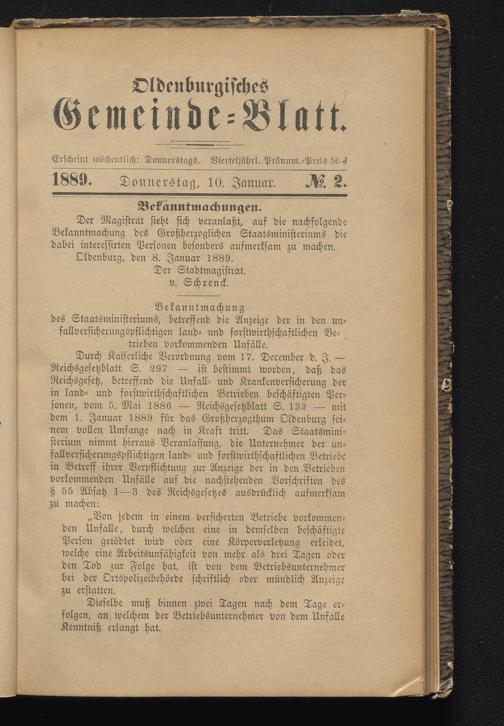 Oldenburgisches
Gemeinde-Blatt.
Erscheint wöchentlich: Donnerstags. Vierteljährl. Pränum.-Preis 50 ₰
1889. Donnerstag, 10. Januar. №. 2.
Bekanntmachungen.
Der Magistrat sieht sich veranlaßt, auf die nachfolgende
Bekanntmachung des Großherzoglichen Staatsministeriums die
dabei interessirten Personen besonders aufmerksam zu machen.
Oldenburg, den 8. Januar 1889.
Der Stadtmagistrat.
v. Schrenck.
Bekanntmachung
des Staatsministeriums, betreffend die Anzeige der in den un-
fallversicherungspflichtigen land- und forstwirthschaftlichen Be-
trieben vorkommenden Unfälle.
Durch Kaiserliche Verordnung vom 17. December d. J. —
Reichsgesetzblatt S. 297 — ist bestimmt worden, daß das
Reichsgesetz, betreffend die Unfall- und Krankenversicherung der
in land- und forstwirthschaftlichen Betrieben beschäftigten Per-
sonen, vom 5. Mai 1886 — Reichsgesetzblatt S. 132 — mit
dem 1. Januar 1889 für das Großherzogthum Oldenburg sei-
nem vollen Umfange nach in Kraft tritt. Das Staatsmini-
sterium nimmt hieraus Veranlassung, die Unternehmer der un-
fallversicherungspflichtigen land- und forstwirthschaftlichen Betriebe
in Betreff ihrer Verpflichtung zur Anzeige der in den Betrieben
vorkommenden Unfälle auf die nachstehenden Vorschriften des
§ 55 Absatz 1—3 des Reichsgesetzes ausdrücklich aufmerksam
zu machen:
„Von jedem in einem versicherten Betriebe vorkommen-
den Unfalle, durch welchen eine in demselben beschäftigte
Person getödtet wird oder eine Körperverletzung erleidet,
welche eine Arbeitsunfähigkeit von mehr als drei Tagen oder
den Tod zur Folge hat, ist von dem Betriebsunternehmer
bei der Ortspolizeibehörde schriftlich oder mündlich Anzeige
zu erstatten.
Dieselbe muß binnen zwei Tagen nach dem Tage er-
folgen, an welchem der Betriebsunternehmer von dem Unfalle
Kenntniß erlangt hat.